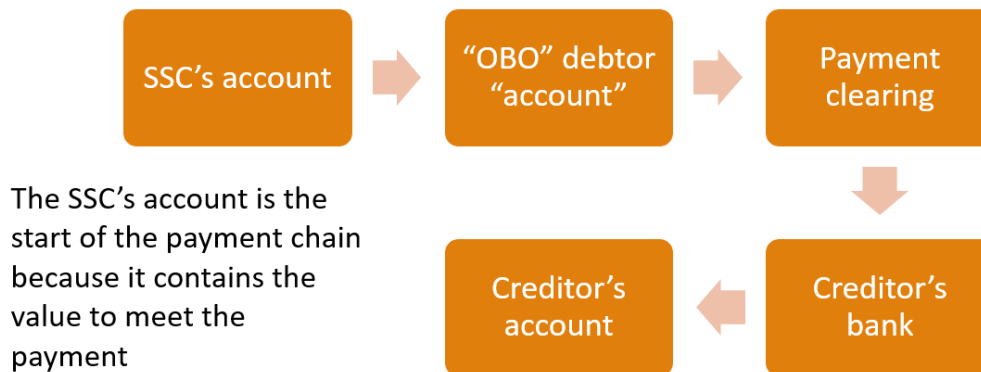 SSC’s account
“OBO” debtor
“account”
Payment
clearing
The SSC’s account is the
start of the payment chain
because it contains the
value to meet the
payment
Creditor’s
account
Creditor’s
bank